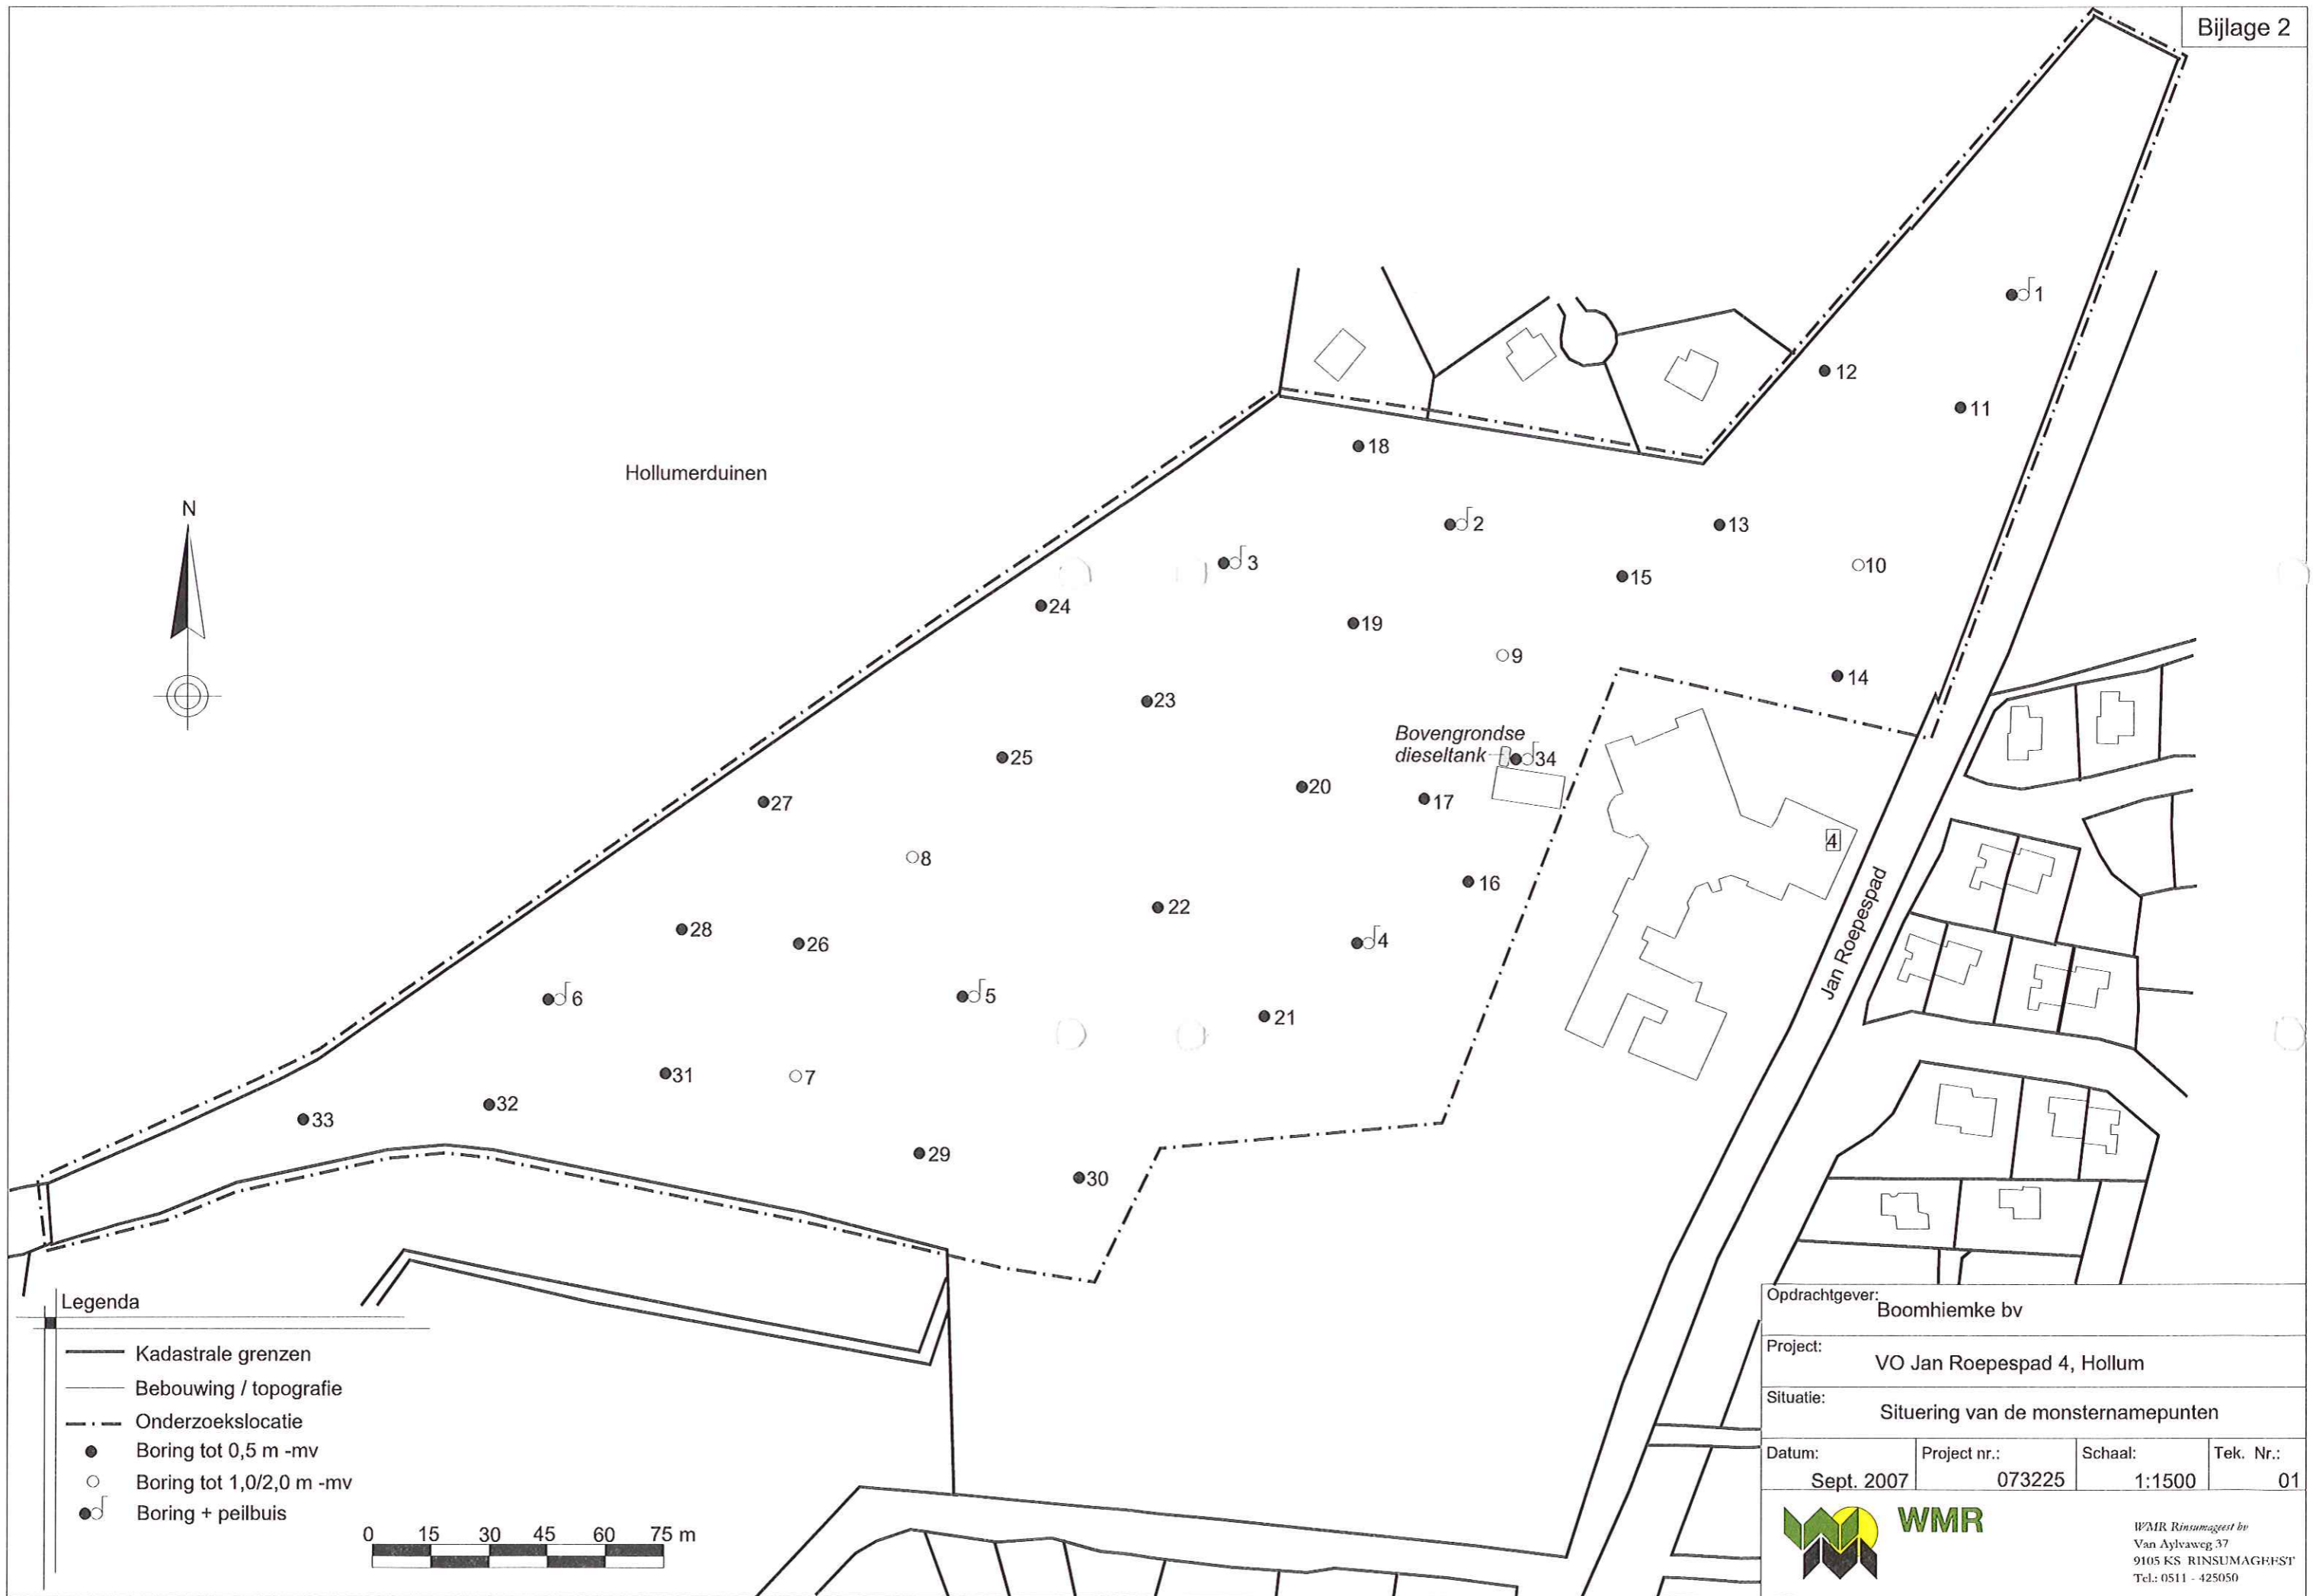 Bijlage 2
1
12
11
18
Hollumerduinen
N
2
13
3
10
15
24
19
9
14
23
Bovengrondse
dieseltank
34
25
20
17
27
4
8
16
22
Jan Roepespad
28
26
4
6
5
21
31
7
32
33
29
30
Legenda
Kadastrale grenzen
Bebouwing / topografie
Onderzoekslocatie
Boring tot 0,5 m -mv
Boring tot 1,0/2,0 m -mv
Boring + peilbuis
0 15 30 45 60 75 m
Opdrachtgever:
Boomhiemke bv
Project:
VO Jan Roepespad 4, Hollum
Situatie:
Situering van de monsternamepunten
Datum: Project nr.: Schaal: Tek. Nr.:
Sept. 2007 073225 1:1500 01
WMR
WMR Rinsumageest bv
Van Aylvaweg 37
9105 KS RINSUMAGEEST
Tel.: 0511 - 425050